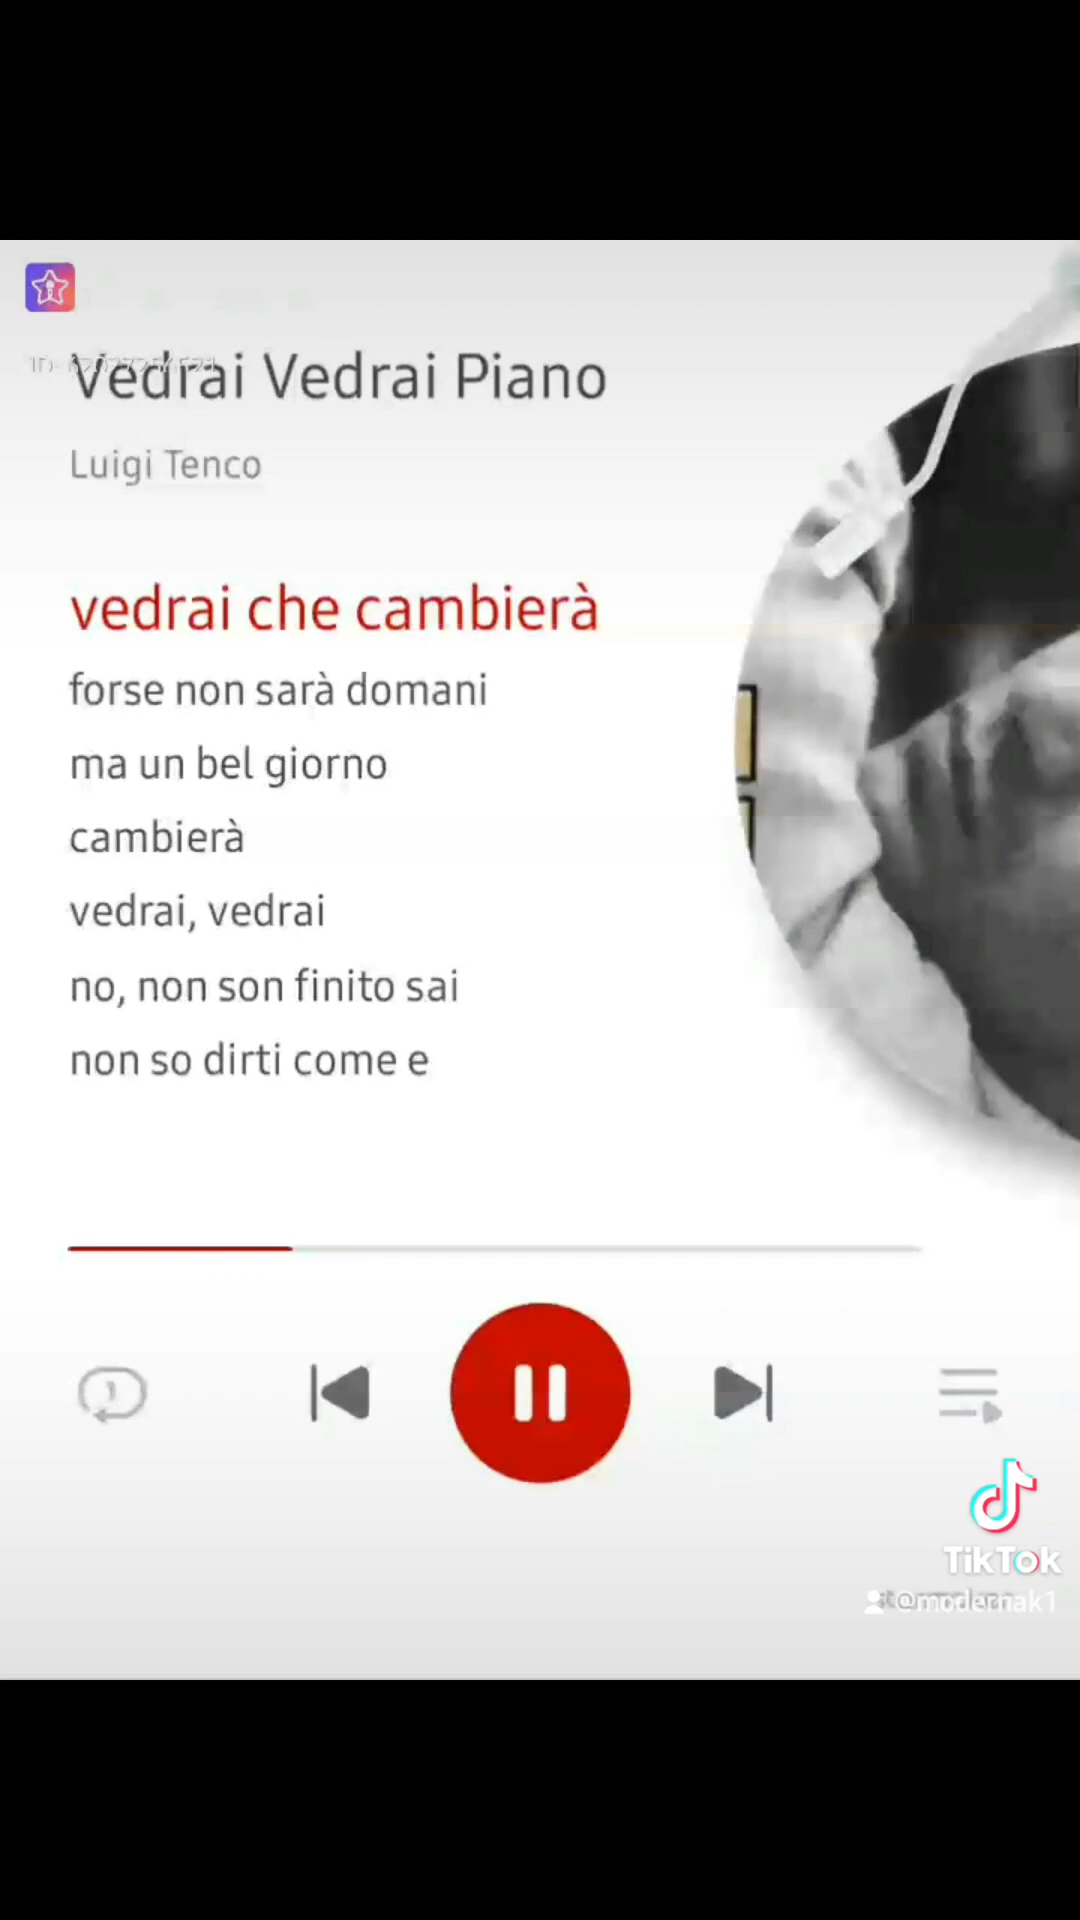 Vedrai Vedrai Piano
Luigi Tenco
vedrai che cambierà
forse non sarà domani
ma un bel giorno
cambierà
vedrai, vedrai
no, non son finito sai
non so dirti come e
TikTok
@modemak1